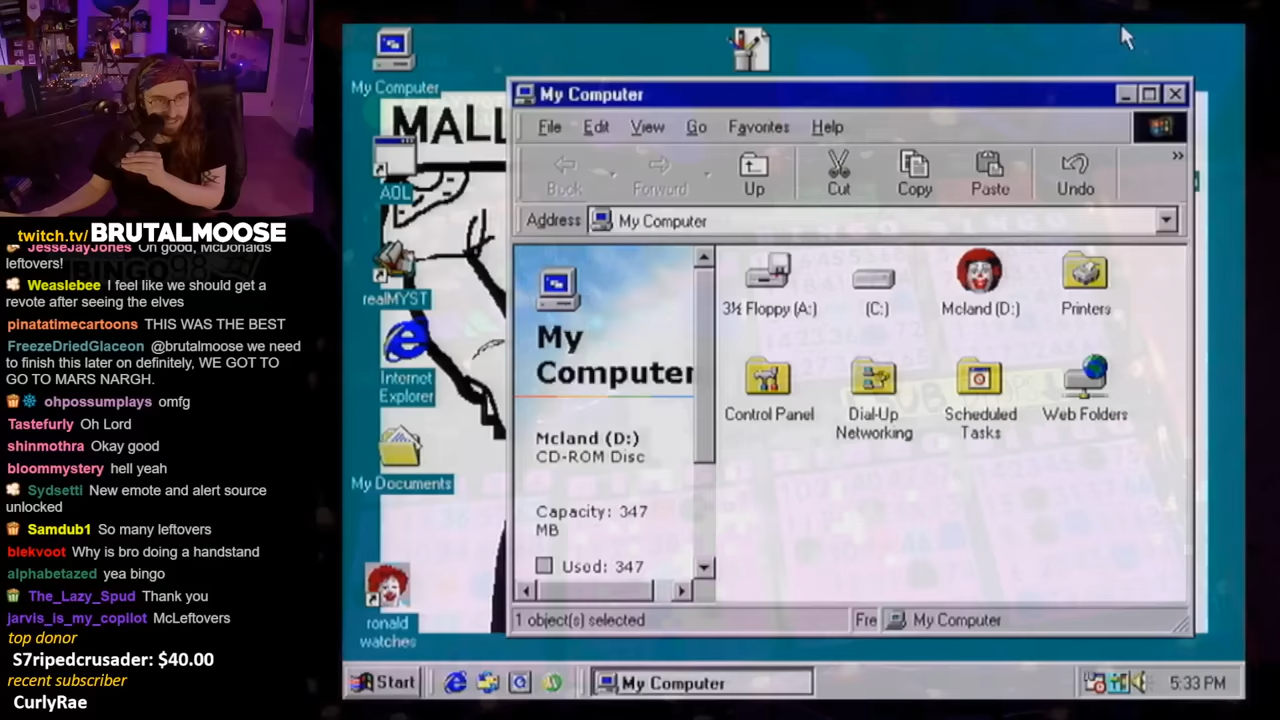 twitch.tv/BRUTALMOOSE
BINGO98
JesseJayJones Oh good, McDonalds
leftovers!
Weaslebee I feel like we should get a
revote after seeing the elves
pinatatimecartoons THIS WAS THE BEST
FreezeDriedGlaceon @brutalmoose we need
to finish this later on definitely, WE GOT TO
GO TO MARS NARGH.
ohpossumplays omfg
Tastefurly Oh Lord
shinmothra Okay good
bloommystery hell yeah
Sydsetti New emote and alert source
unlocked
Samdub1 So many leftovers
blekvoot Why is bro doing a handstand
alphabetazed yea bingo
The_Lazy_Spud Thank you
jarvis_is_my_copilot McLeftovers
top donor
S7ripedcrusader: $40.00
recent subscriber
CurlyRae
My Computer
MALL
AOL
realMYST
Internet
Explorer
My Documents
ronald
watches
My Computer
File Edit View Go Favorites Help
Back Forward Up Cut Copy Paste Undo
Address My Computer
My
Computer
Mcland (D:)
CD-ROM Disc
Capacity: 347
MB
Used: 347
3½ Floppy (A:) (C:) Mcland (D:) Printers
Control Panel Dial-Up
Networking Scheduled
Tasks Web Folders
1 object(s) selected Fre My Computer
Start My Computer 5:33 PM